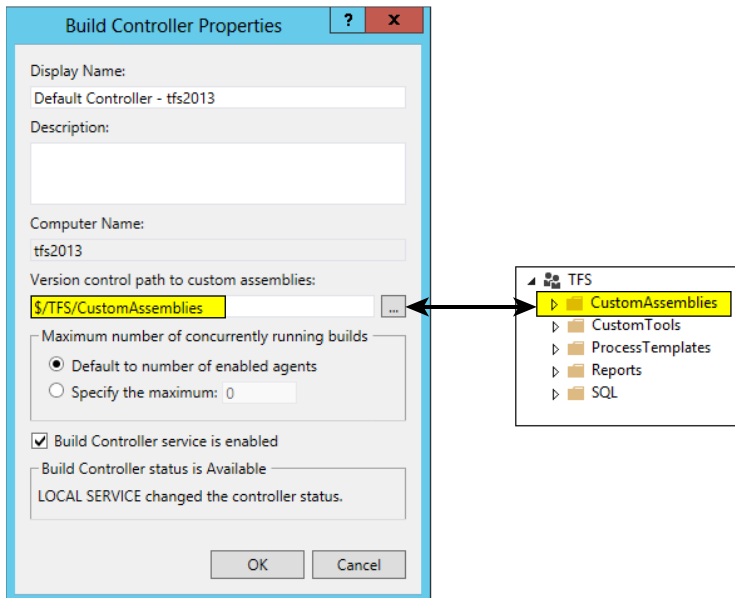 Build Controller Properties
?
x
Display Name:
Default Controller - tfs2013
Description:
Computer Name:
tfs2013
Version control path to custom assemblies:
$/TFS/CustomAssemblies
...
Maximum number of concurrently running builds
Default to number of enabled agents
Specify the maximum: 0
Build Controller service is enabled
Build Controller status is Available
LOCAL SERVICE changed the controller status.
OK
Cancel
TFS
CustomAssemblies
CustomTools
ProcessTemplates
Reports
SQL